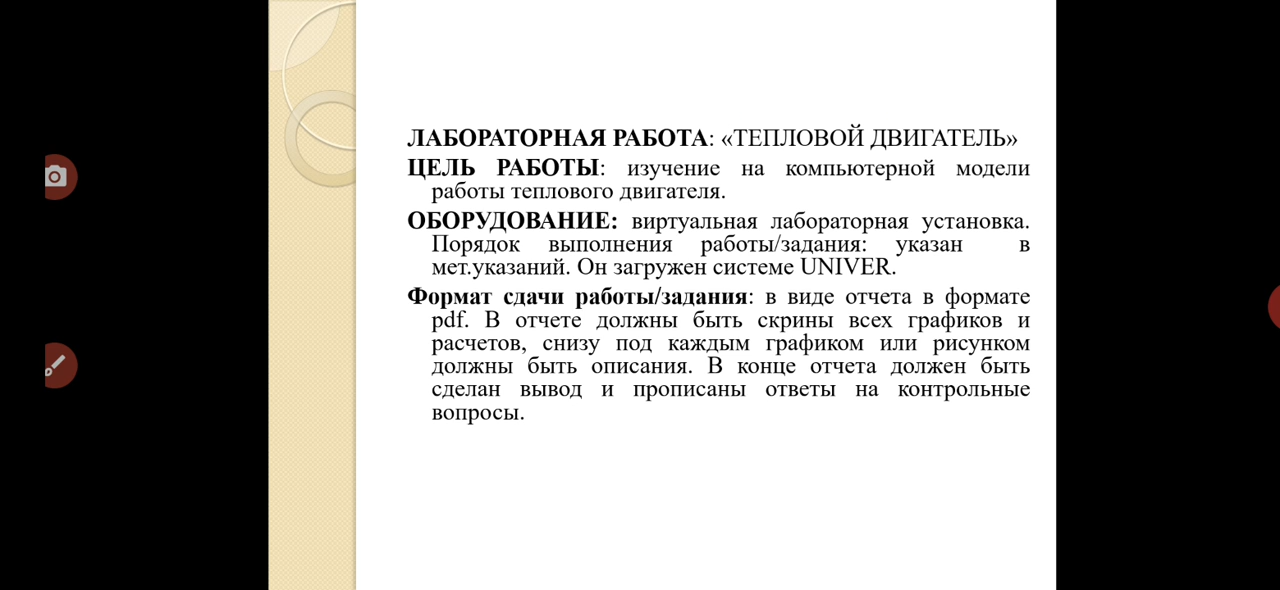 ЛАБОРАТОРНАЯ РАБОТА: «ТЕПЛОВОЙ ДВИГАТЕЛЬ»
ЦЕЛЬ РАБОТЫ: изучение на компьютерной модели
работы теплового двигателя.
ОБОРУДОВАНИЕ: виртуальная лабораторная установка.
Порядок выполнения работы/задания: указан в
мет.указаний. Он загружен системе UNIVER.
Формат сдачи работы/задания: в виде отчета в формате
pdf. В отчете должны быть скрины всех графиков и
расчетов, снизу под каждым графиком или рисунком
должны быть описания. В конце отчета должен быть
сделан вывод и прописаны ответы на контрольные
вопросы.